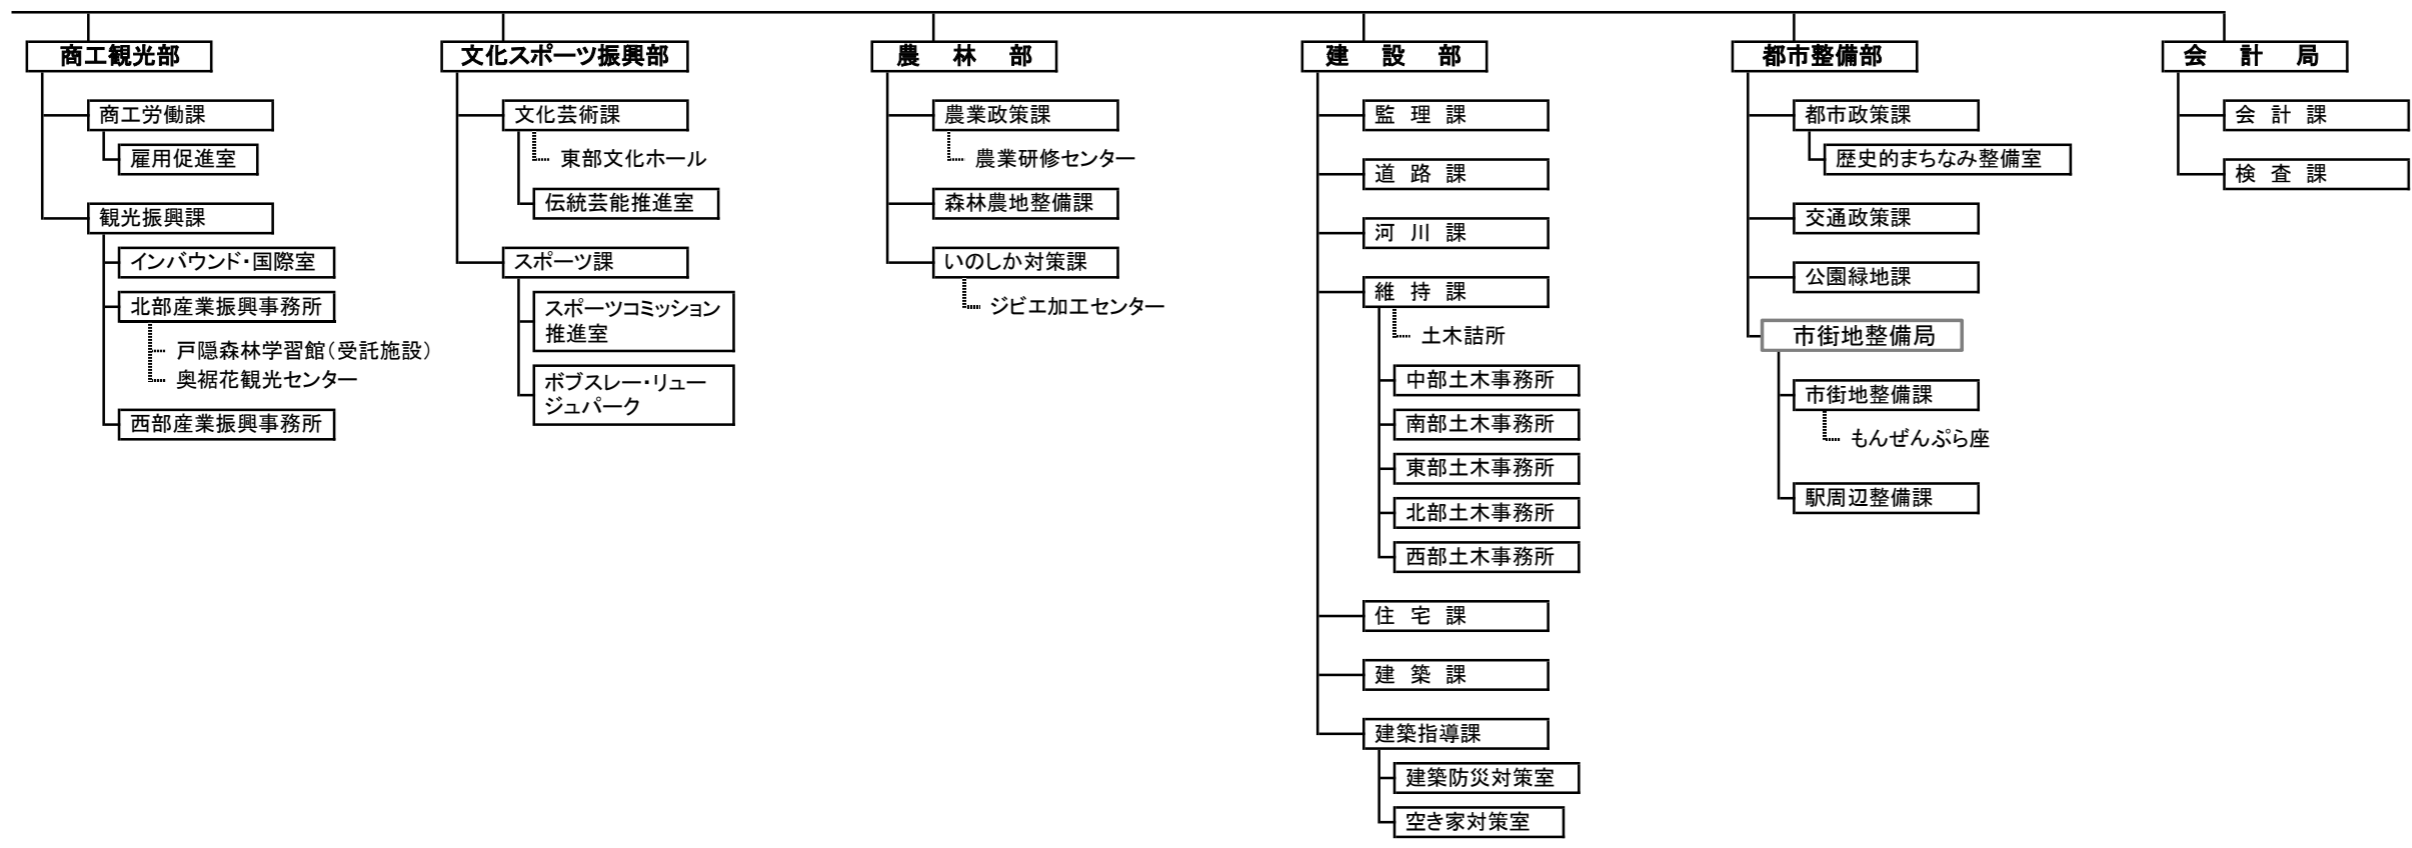 商工観光部
商工労働課
雇用促進室
観光振興課
インバウンド・国際室
北部産業振興事務所
戸隠森林学習館(受託施設)
奥裾花観光センター
西部産業振興事務所
文化スポーツ振興部
文化芸術課
東部文化ホール
伝統芸能推進室
スポーツ課
スポーツコミッション
推進室
ボブスレー・リュー
ジュパーク
農 林 部
農業政策課
農業研修センター
森林農地整備課
いのしか対策課
ジビエ加工センター
建 設 部
監 理 課
道 路 課
河 川 課
維 持 課
土木詰所
中部土木事務所
南部土木事務所
東部土木事務所
北部土木事務所
西部土木事務所
住 宅 課
建 築 課
建築指導課
建築防災対策室
空き家対策室
都市整備部
都市政策課
歴史的まちなみ整備室
交通政策課
公園緑地課
市街地整備局
市街地整備課
もんぜんぷら座
駅周辺整備課
会 計 局
会 計 課
検 査 課